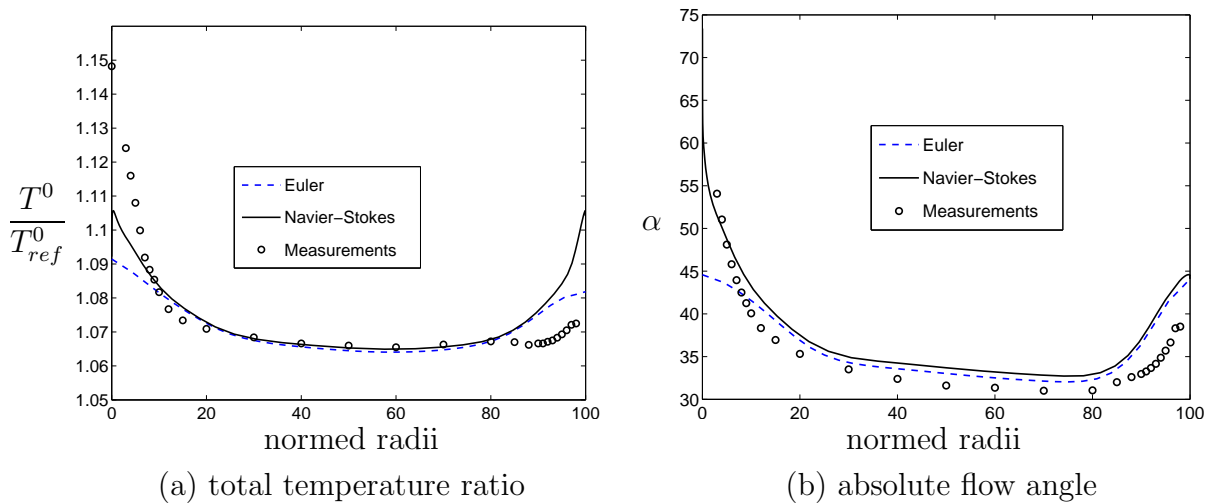 1.15
1.14
1.13
1.12
1.11
1.1
1.09
1.08
1.07
1.06
1.05
T^0
T^0_{ref}
0 20 40 60 80 100
normed radii
Euler
Navier−Stokes
Measurements
(a) total temperature ratio
75
70
65
60
55
50
45
40
35
30
α
0 20 40 60 80 100
normed radii
Euler
Navier−Stokes
Measurements
(b) absolute flow angle